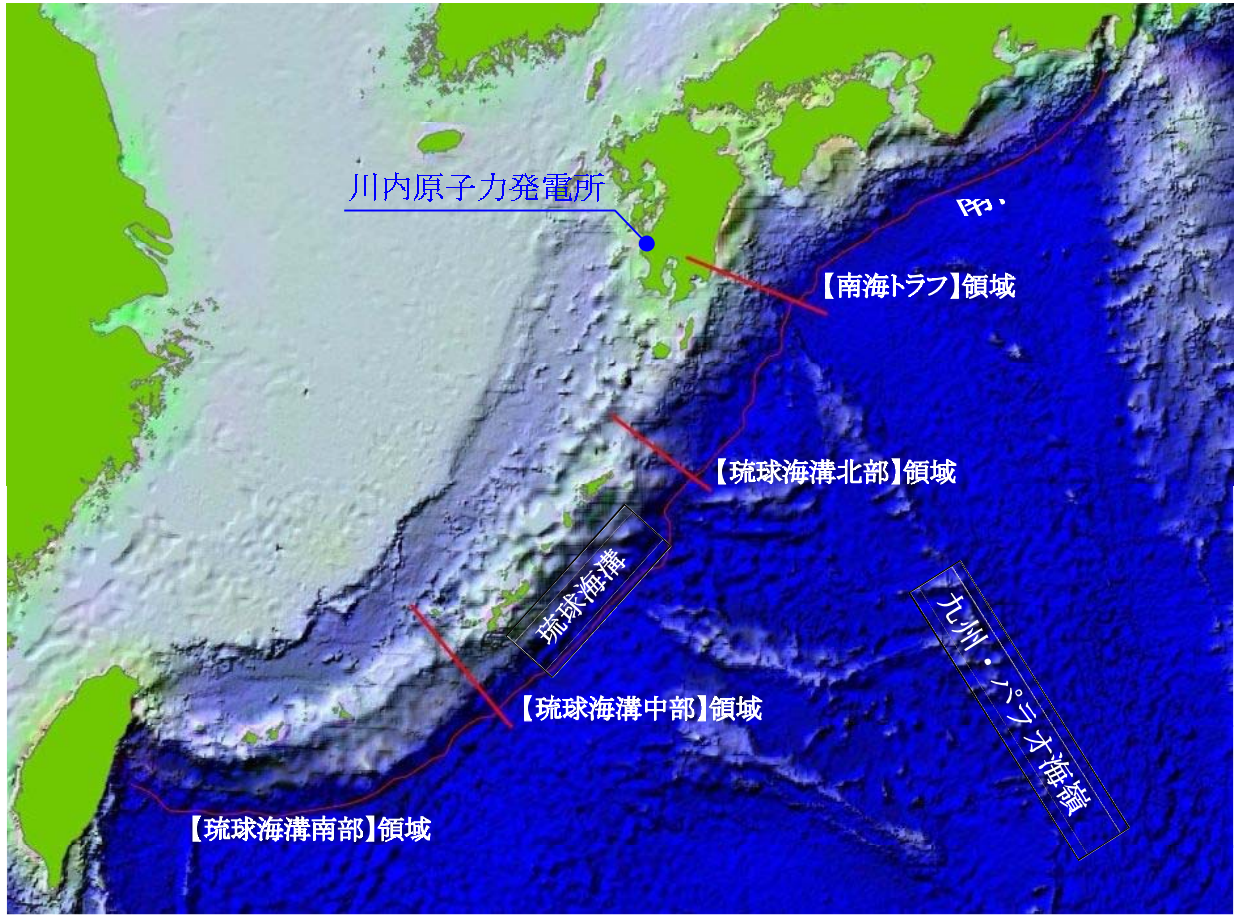 南
川内原子力発電所
【南海トラフ】領域
【琉球海溝北部】領域
琉球海溝
九州・パラオ海嶺
【琉球海溝中部】領域
【琉球海溝南部】領域